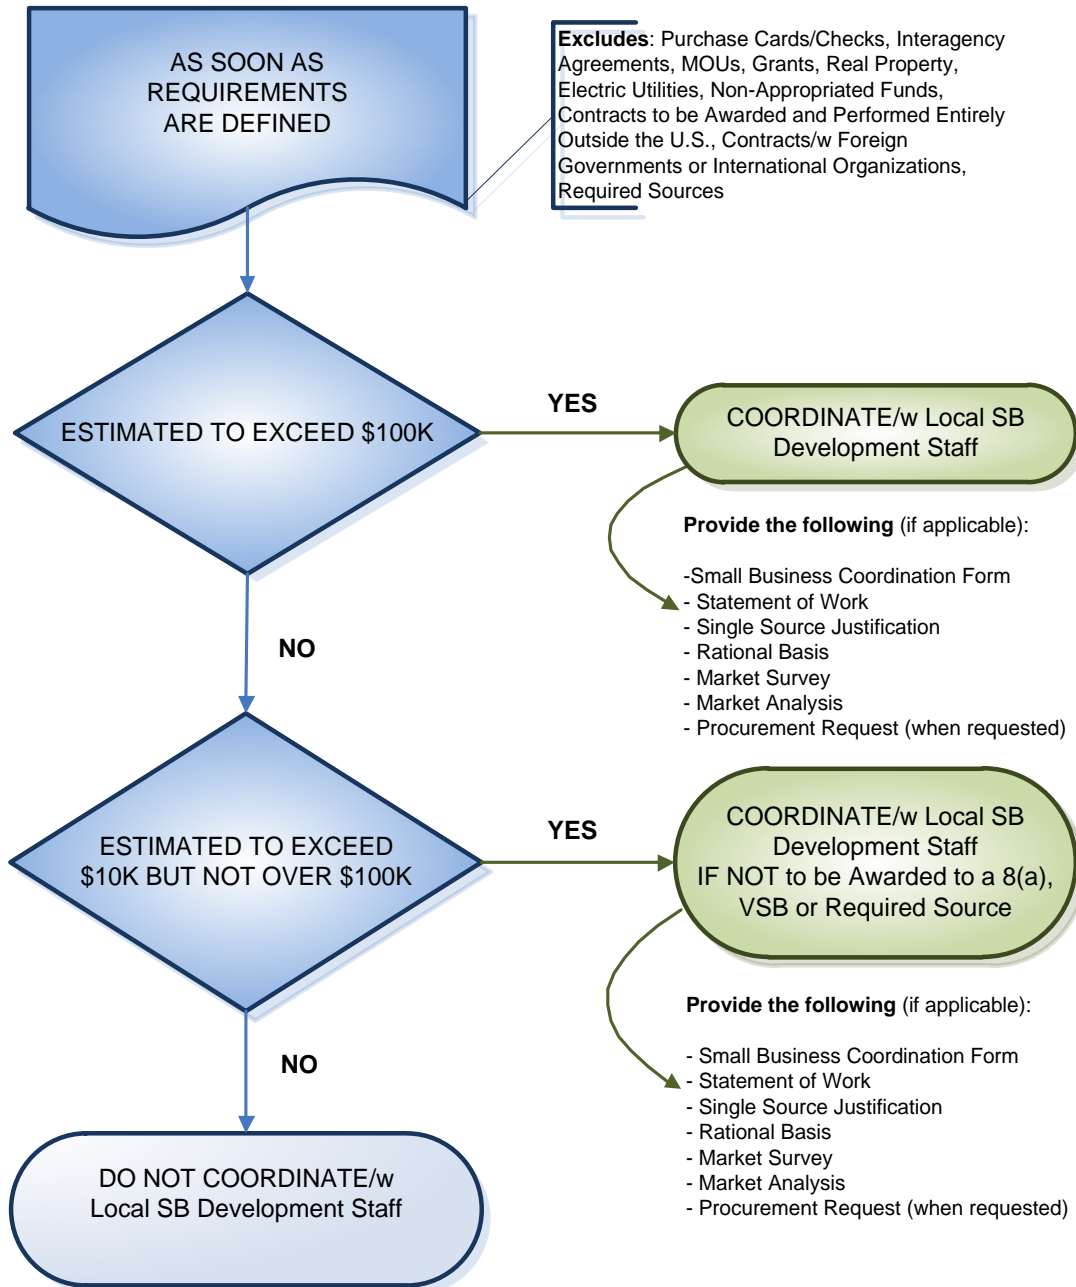 AS SOON AS
REQUIREMENTS
ARE DEFINED
Excludes: Purchase Cards/Checks, Interagency
Agreements, MOUs, Grants, Real Property,
Electric Utilities, Non-Appropriated Funds,
Contracts to be Awarded and Performed Entirely
Outside the U.S., Contracts/w Foreign
Governments or International Organizations,
Required Sources
ESTIMATED TO EXCEED $100K
YES
COORDINATE/w Local SB
Development Staff
Provide the following (if applicable):
-Small Business Coordination Form
- Statement of Work
- Single Source Justification
- Rational Basis
- Market Survey
- Market Analysis
- Procurement Request (when requested)
NO
ESTIMATED TO EXCEED
$10K BUT NOT OVER $100K
YES
COORDINATE/w Local SB
Development Staff
IF NOT to be Awarded to a 8(a),
VSB or Required Source
Provide the following (if applicable):
- Small Business Coordination Form
- Statement of Work
- Single Source Justification
- Rational Basis
- Market Survey
- Market Analysis
- Procurement Request (when requested)
NO
DO NOT COORDINATE/w
Local SB Development Staff